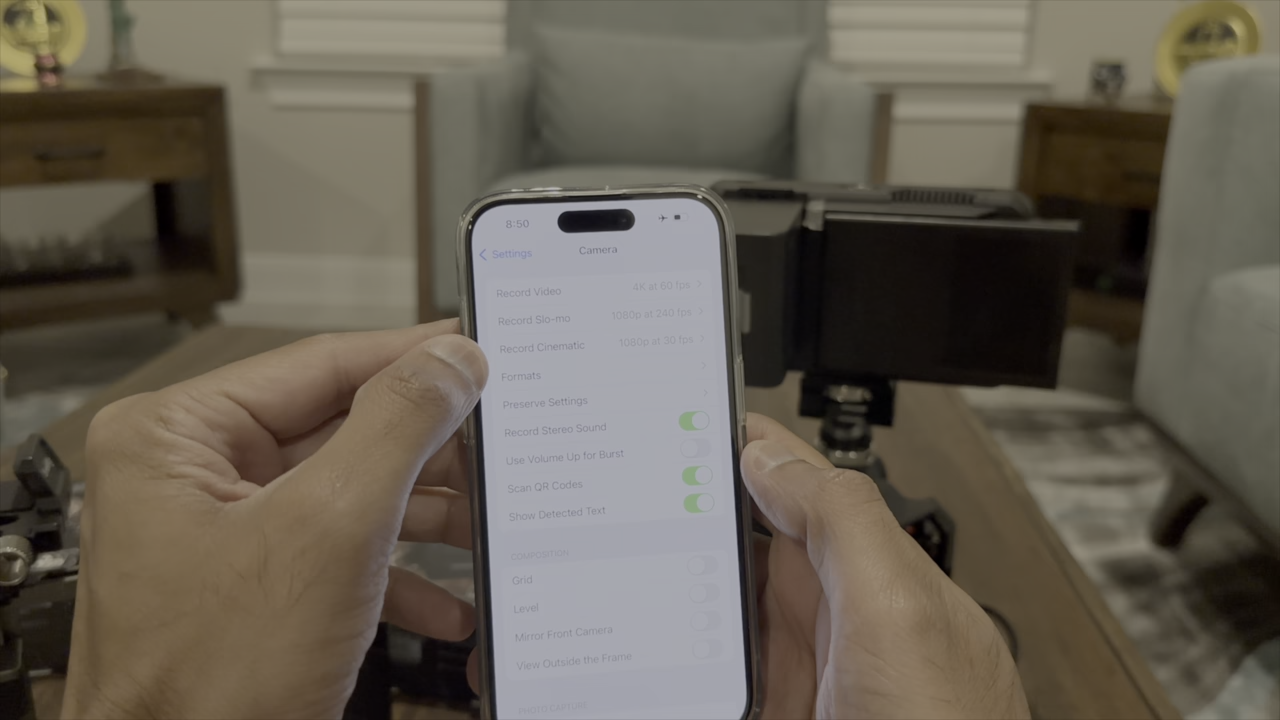 8:50
Settings
Camera
Record Video 4K at 60 fps
Record Slo-mo 1080p at 240 fps
Record Cinematic 1080p at 30 fps
Formats
Preserve Settings
Record Stereo Sound
Use Volume Up for Burst
Scan QR Codes
Show Detected Text
COMPOSITION
Grid
Level
Mirror Front Camera
View Outside the Frame
PHOTO CAPTURE